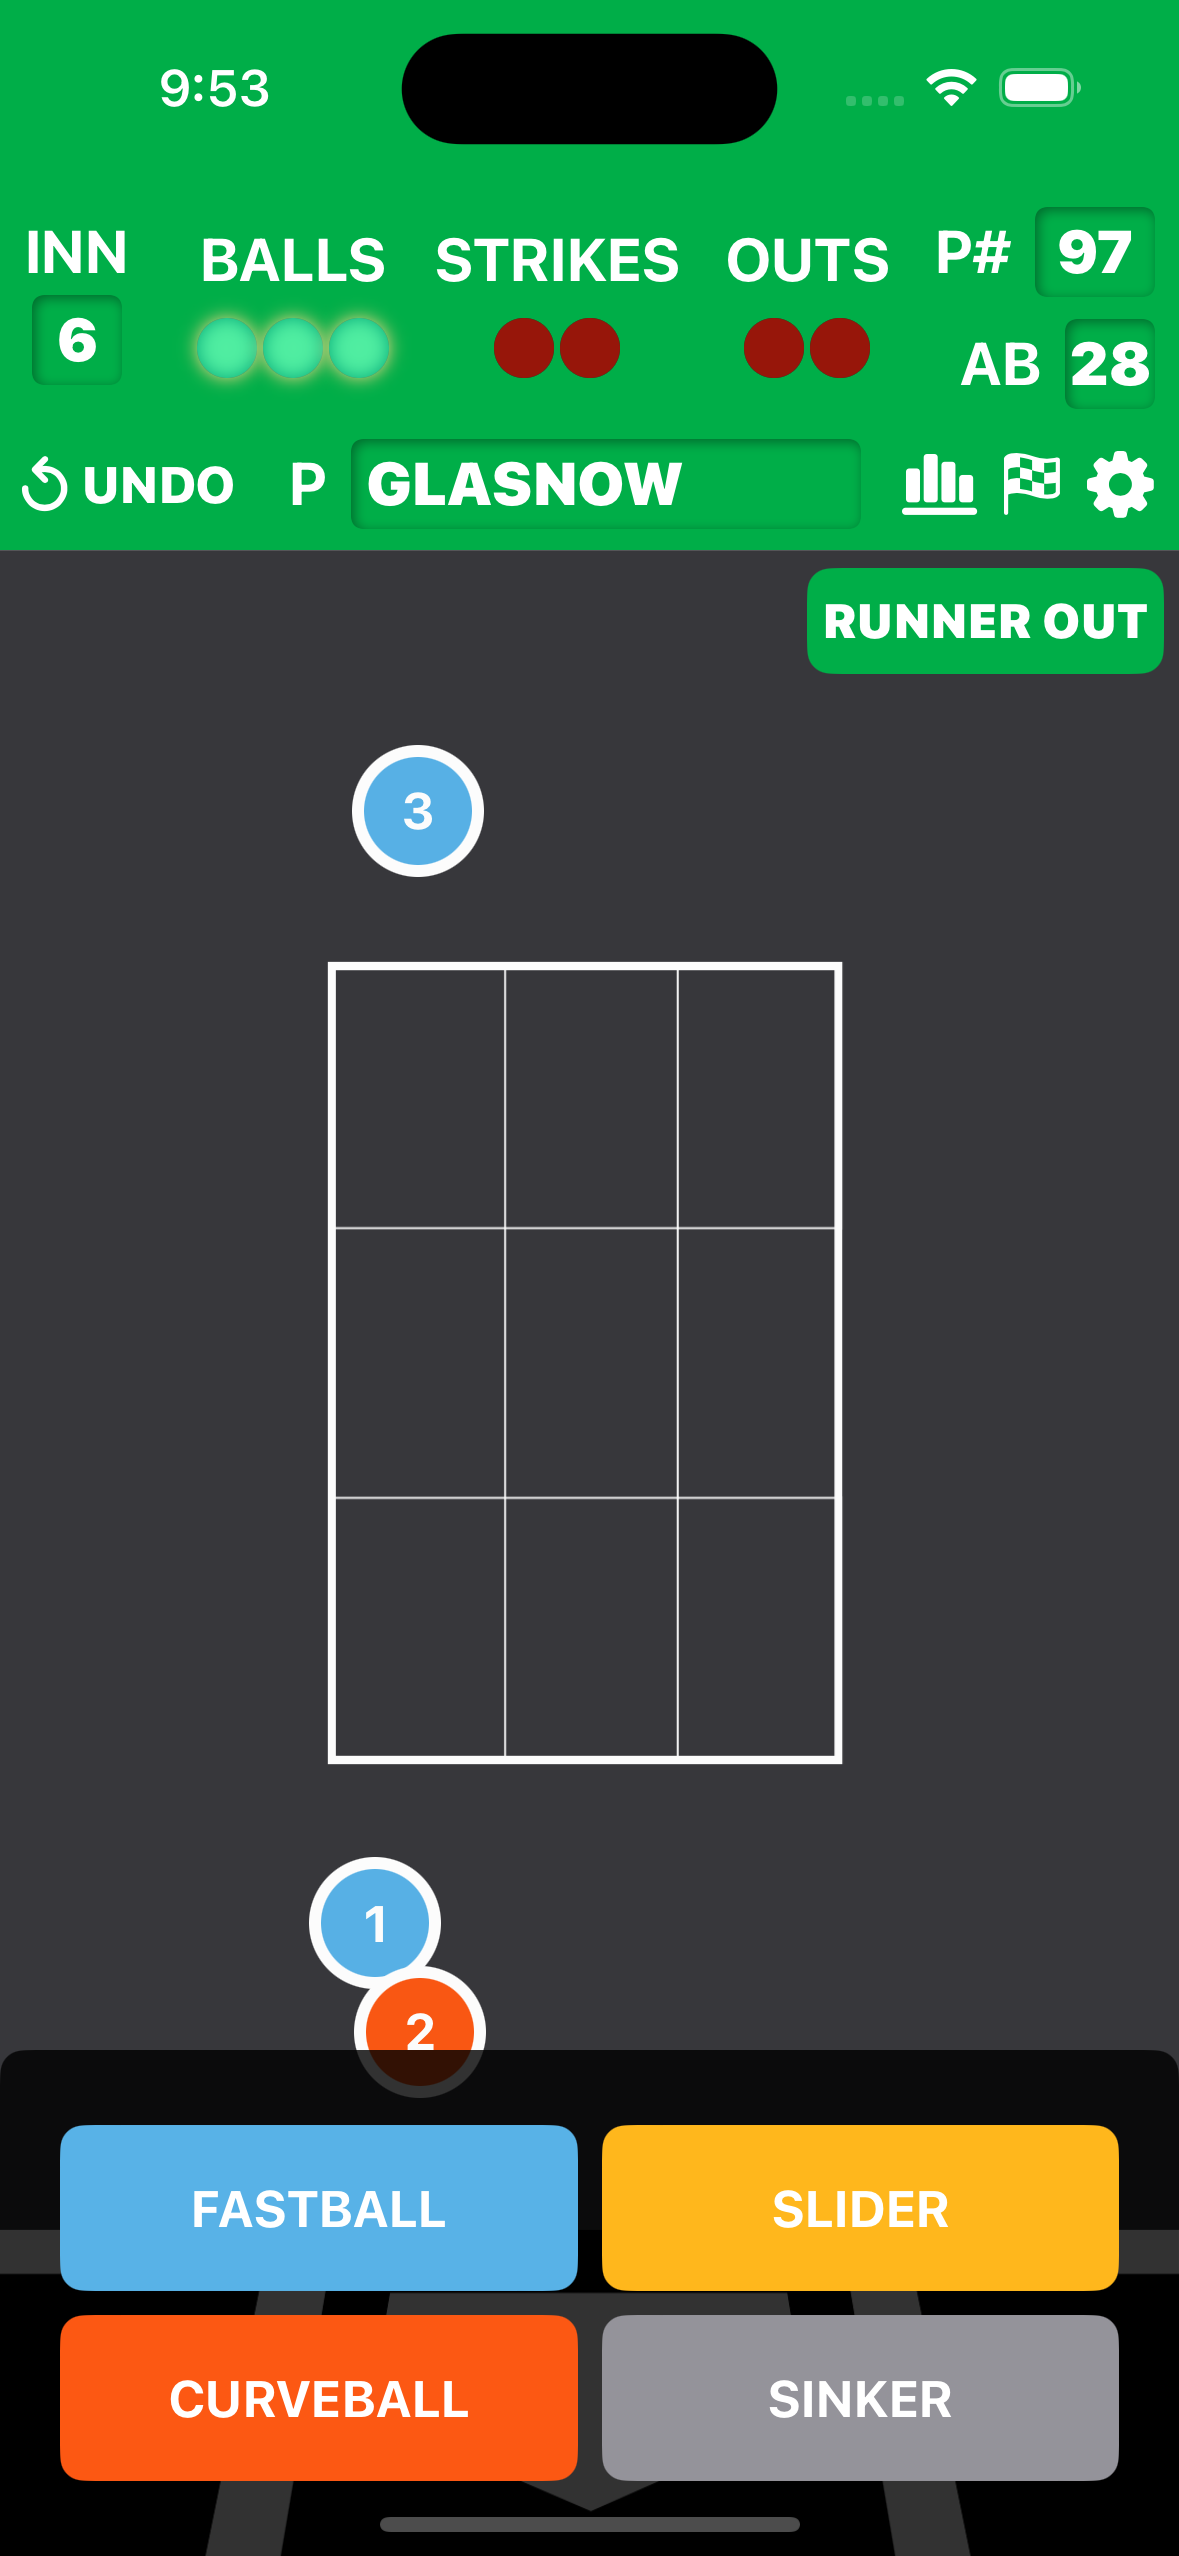 9:53
INN BALLS STRIKES OUTS P# 97
6 AB 28
UNDO P GLASNOW
RUNNER OUT
3
1
2
FASTBALL SLIDER
CURVEBALL SINKER